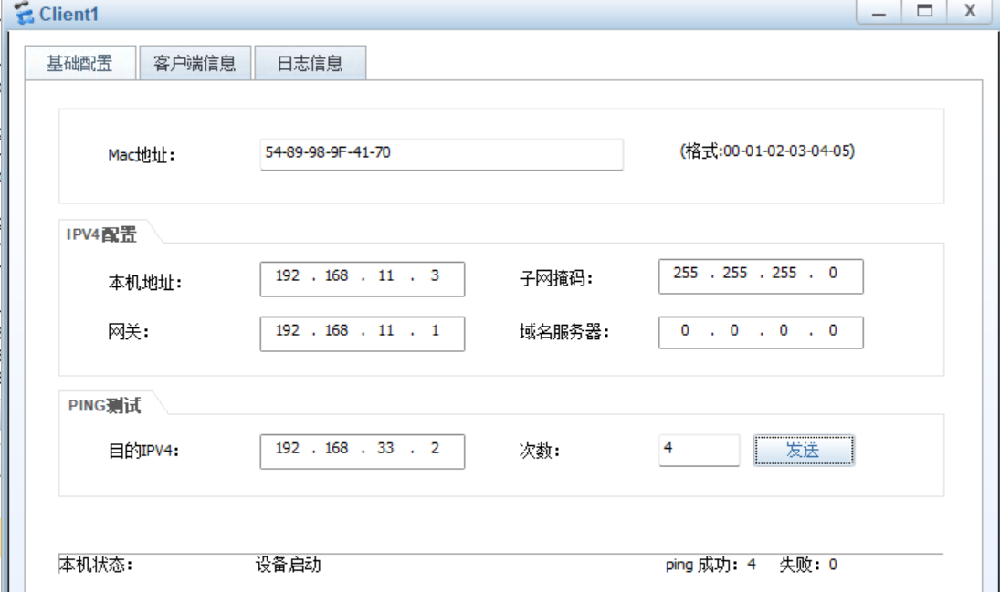 Client1
基础配置 客户端信息 日志信息
Mac地址: 54-89-98-9F-41-70 (格式:00-01-02-03-04-05)
IPV4配置
本机地址: 192 . 168 . 11 . 3 子网掩码: 255 . 255 . 255 . 0
网关: 192 . 168 . 11 . 1 域名服务器: 0 . 0 . 0 . 0
PING测试
目的IPV4: 192 . 168 . 33 . 2 次数: 4 发送
本机状态: 设备启动 ping 成功: 4 失败: 0